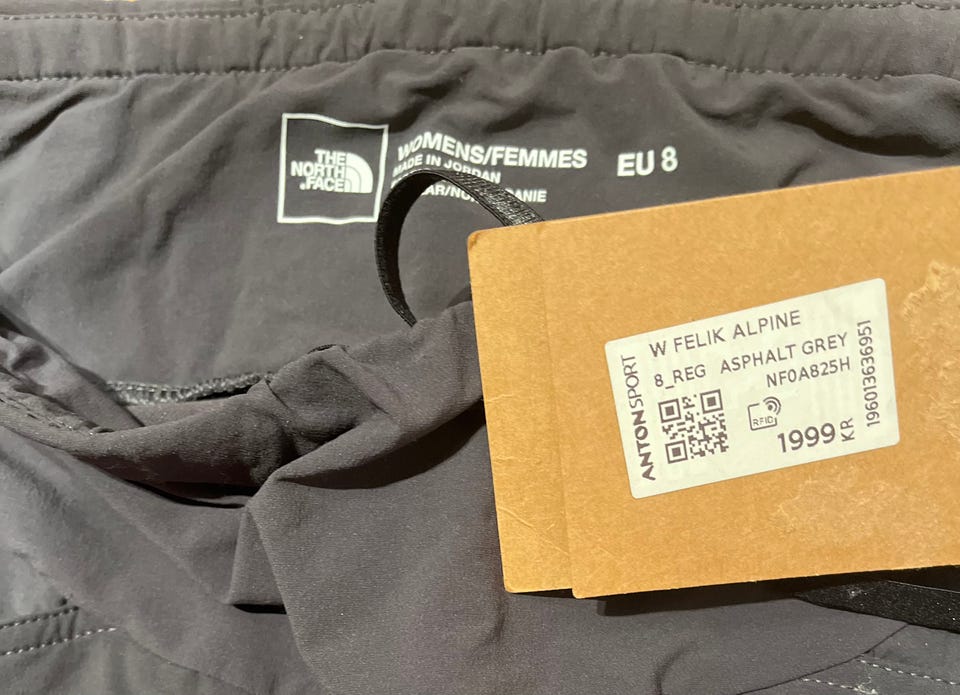 THE
NORTH
FACE
WOMENS/FEMMES
MADE IN JORDAN
EU 8
ANTON SPORT
W FELIK ALPINE
8_REG ASPHALT GREY
NF0A825H
RFID
1999 KR
196013636951